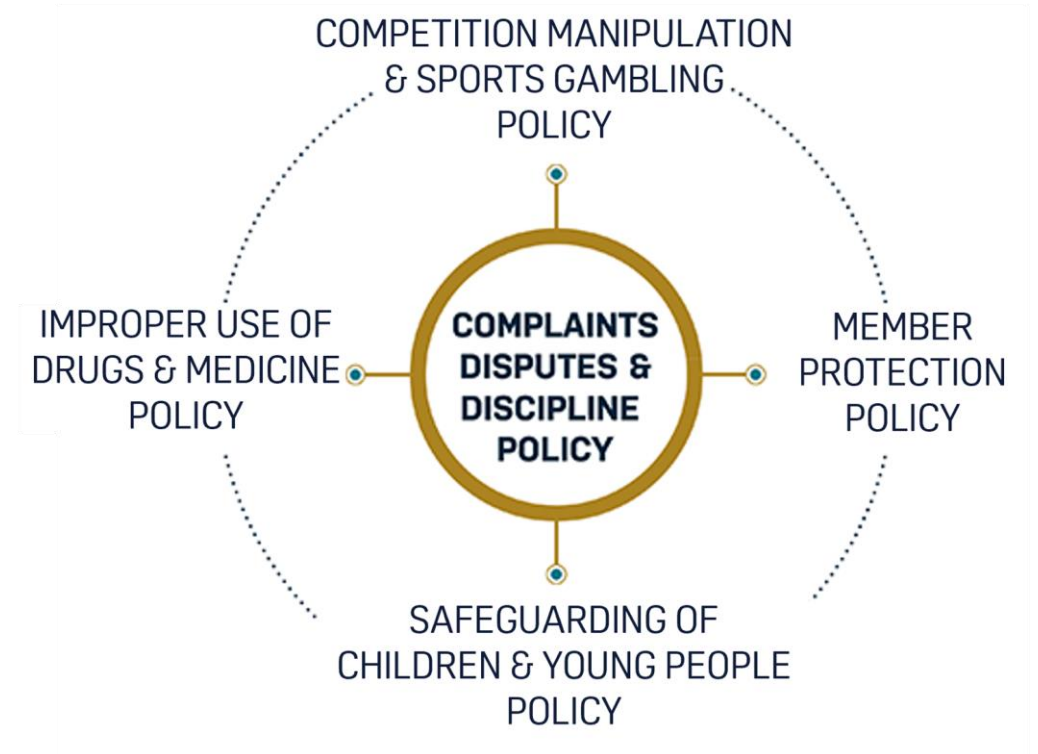 COMPETITION MANIPULATION
& SPORTS GAMBLING
POLICY
IMPROPER USE OF
DRUGS & MEDICINE
POLICY
COMPLAINTS
DISPUTES &
DISCIPLINE
POLICY
MEMBER
PROTECTION
POLICY
SAFEGUARDING OF
CHILDREN & YOUNG PEOPLE
POLICY